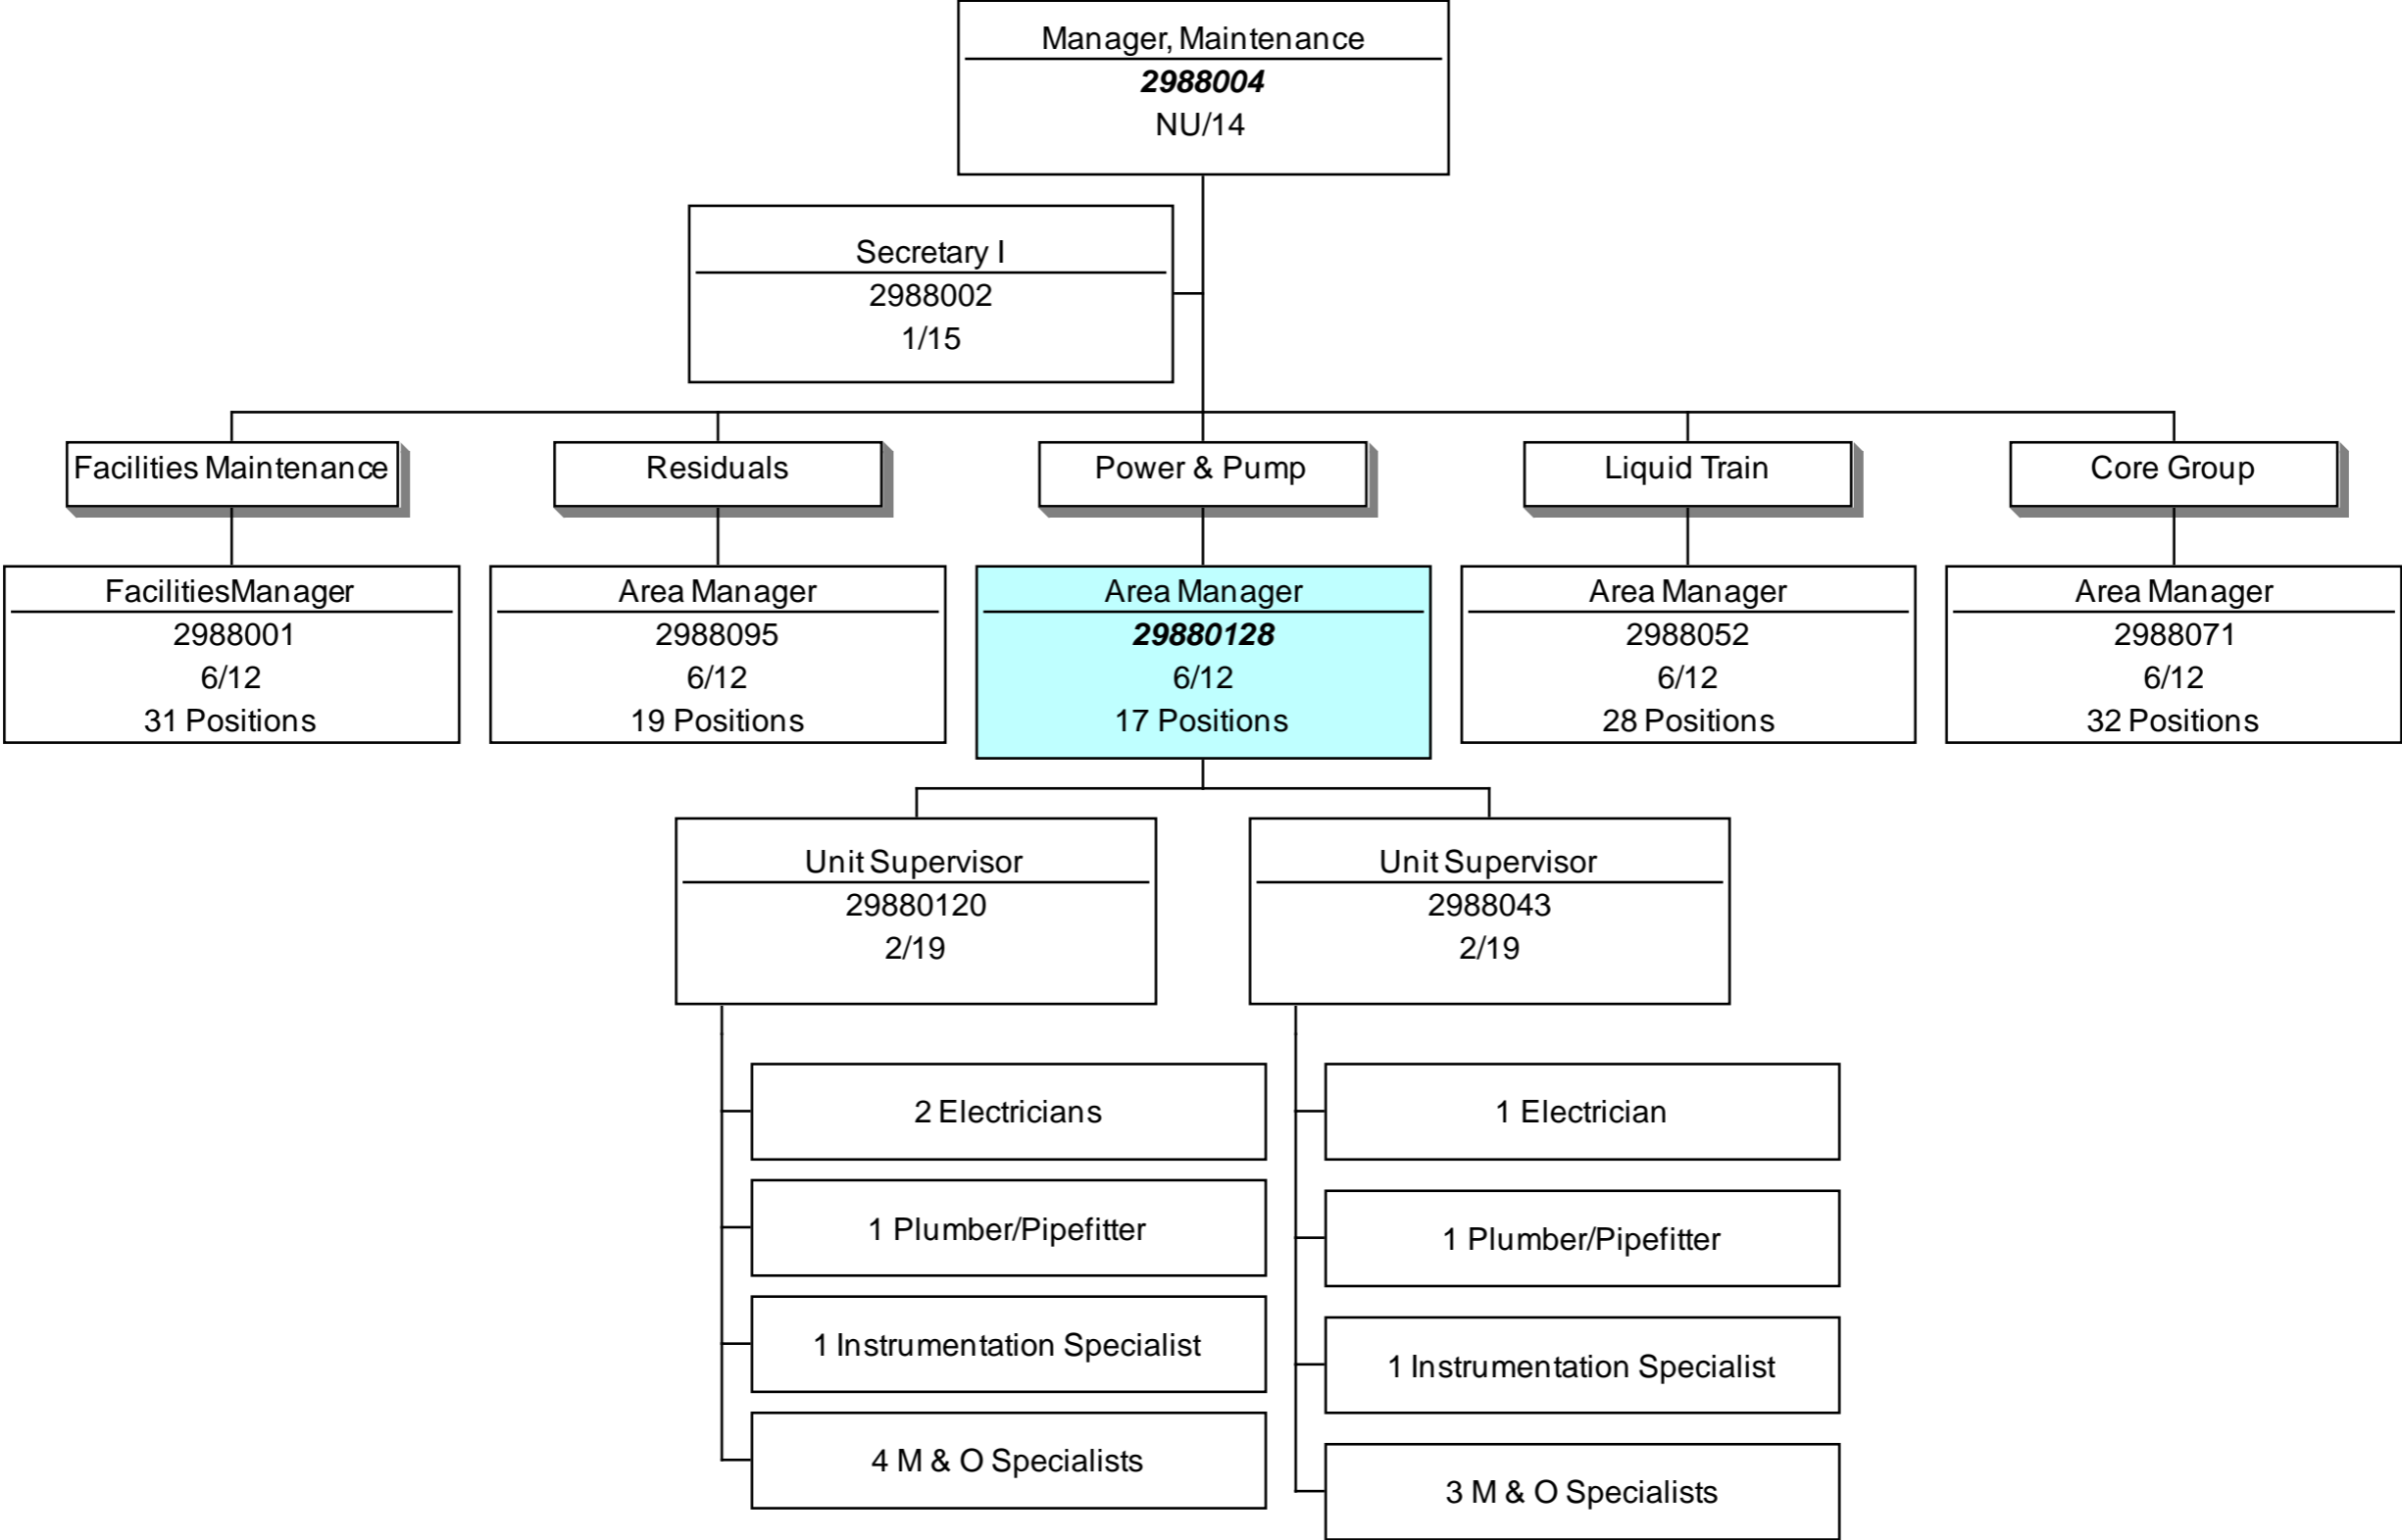 Manager, Maintenance
2988004
NU/14
Secretary I
2988002
1/15
Facilities Maintenance
Residuals
Power & Pump
Liquid Train
Core Group
FacilitiesManager
2988001
6/12
31 Positions
Area Manager
2988095
6/12
19 Positions
Area Manager
29880128
6/12
17 Positions
Area Manager
2988052
6/12
28 Positions
Area Manager
2988071
6/12
32 Positions
Unit Supervisor
29880120
2/19
Unit Supervisor
2988043
2/19
2 Electricians
1 Plumber/Pipefitter
1 Instrumentation Specialist
4 M & O Specialists
1 Electrician
1 Plumber/Pipefitter
1 Instrumentation Specialist
3 M & O Specialists